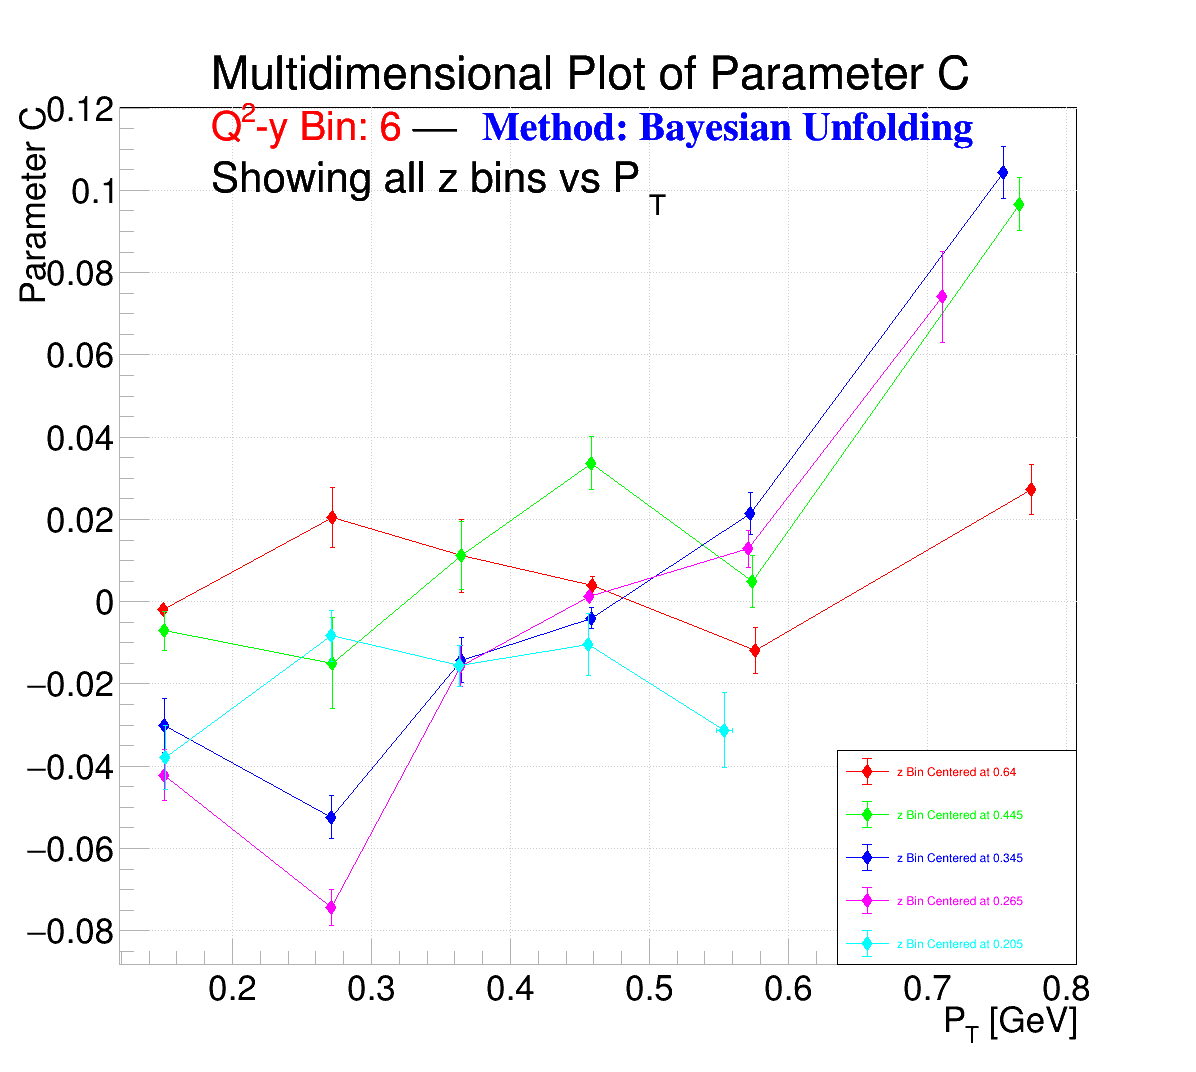 Multidimensional Plot of Parameter C
Q²-y Bin: 6 — Method: Bayesian Unfolding
Showing all z bins vs P_T
Parameter C
0.12
0.1
0.08
0.06
0.04
0.02
0
−0.02
−0.04
−0.06
−0.08
z Bin Centered at 0.64
z Bin Centered at 0.445
z Bin Centered at 0.345
z Bin Centered at 0.265
z Bin Centered at 0.205
0.2 0.3 0.4 0.5 0.6 0.7 0.8
P_T [GeV]